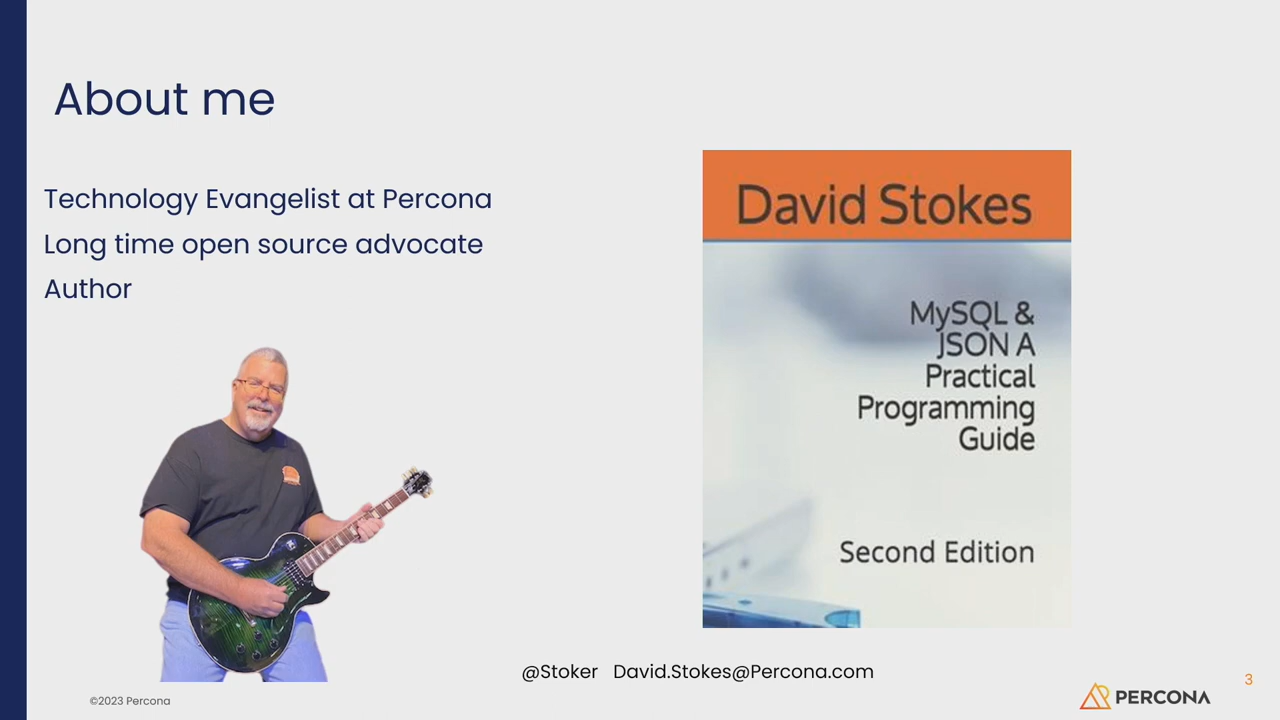 About me
Technology Evangelist at Percona
Long time open source advocate
Author
David Stokes
MySQL &
JSON A
Practical
Programming
Guide
Second Edition
@Stoker David.Stokes@Percona.com
©2023 Percona
PERCONA
3